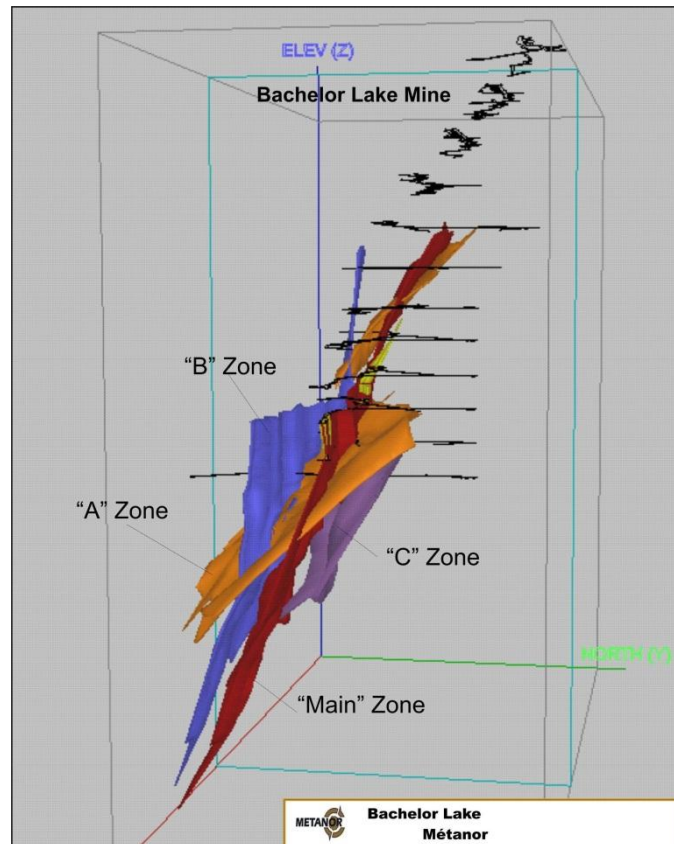 ELEV (Z)
Bachelor Lake Mine
“B” Zone
“A” Zone
“C” Zone
NORTH (Y)
“Main” Zone
METANOR
Bachelor Lake
Métanor